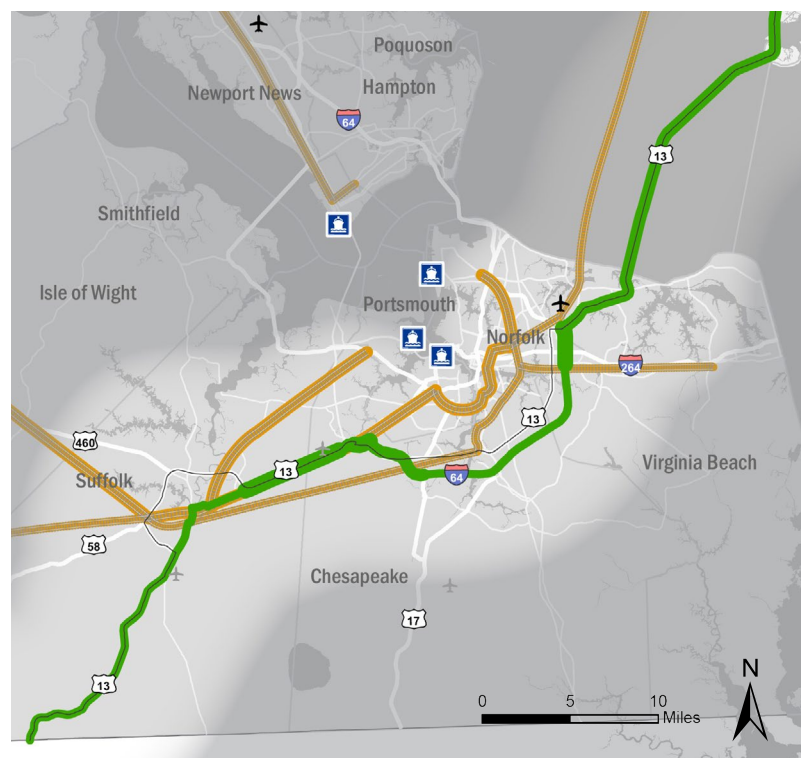 Poquoson
Hampton
Newport News
64
13
Smithfield
Isle of Wight
Portsmouth
Norfolk
264
13
460
13
64
Virginia Beach
Suffolk
58
Chesapeake
17
13
N
0 5 10
Miles